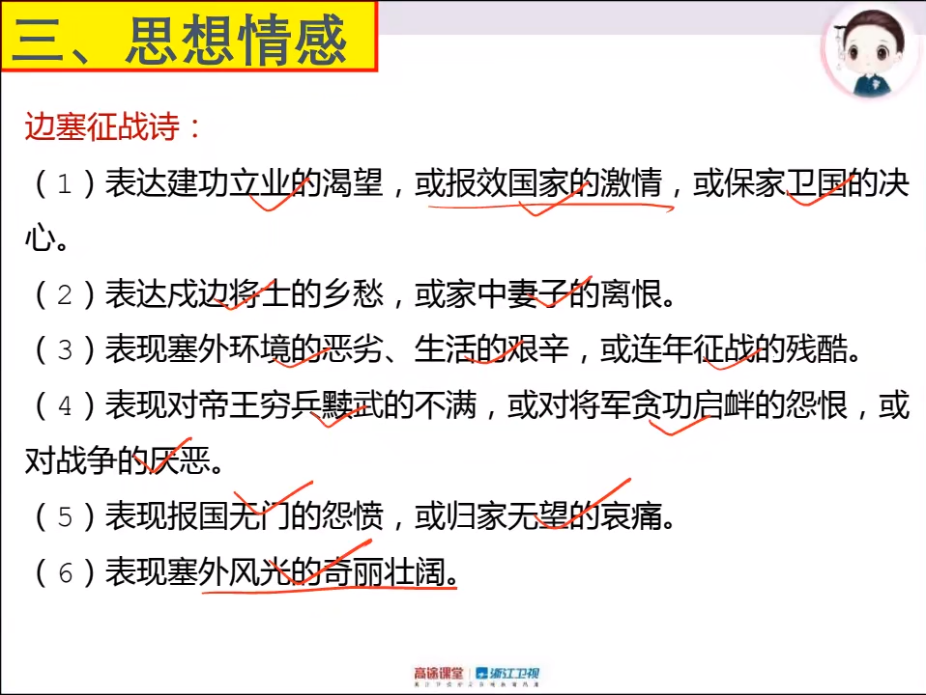 三、思想情感
边塞征战诗：
（1）表达建功立业的渴望，或报效国家的激情，或保家卫国的决
心。
（2）表达戍边将士的乡愁，或家中妻子的离恨。
（3）表现塞外环境的恶劣、生活的艰辛，或连年征战的残酷。
（4）表现对帝王穷兵黩武的不满，或对将军贪功启衅的怨恨，或
对战争的厌恶。
（5）表现报国无门的怨愤，或归家无望的哀痛。
（6）表现塞外风光的奇丽壮阔。
高途课堂 浙江卫视